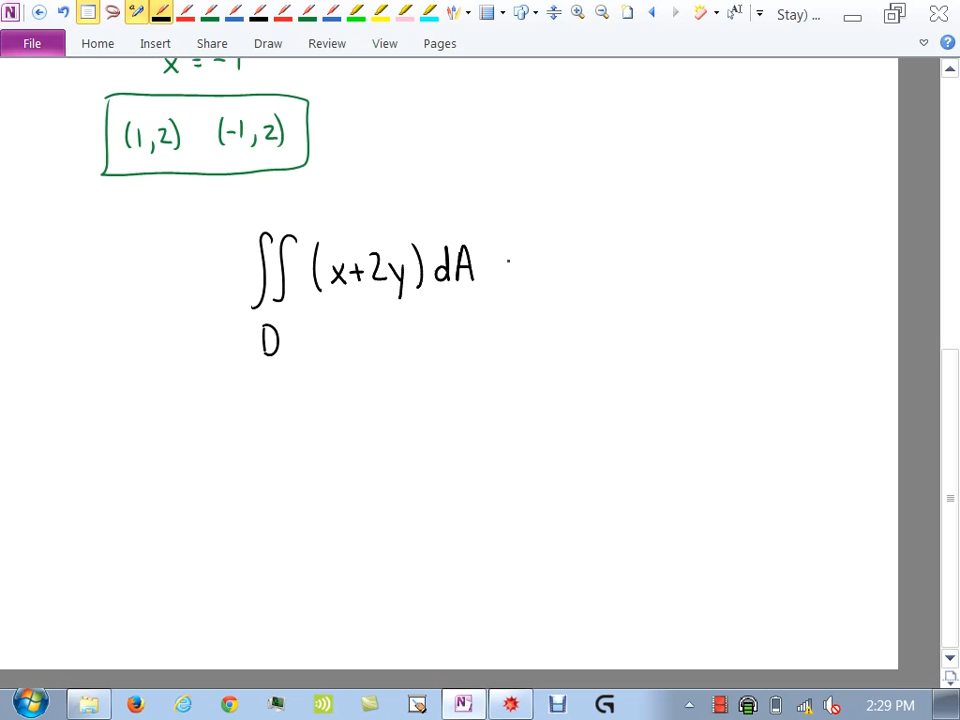 Stay) ...
File Home Insert Share Draw Review View Pages
x = -1
(1,2) (-1,2)
∬ (x+2y) dA
D
2:29 PM